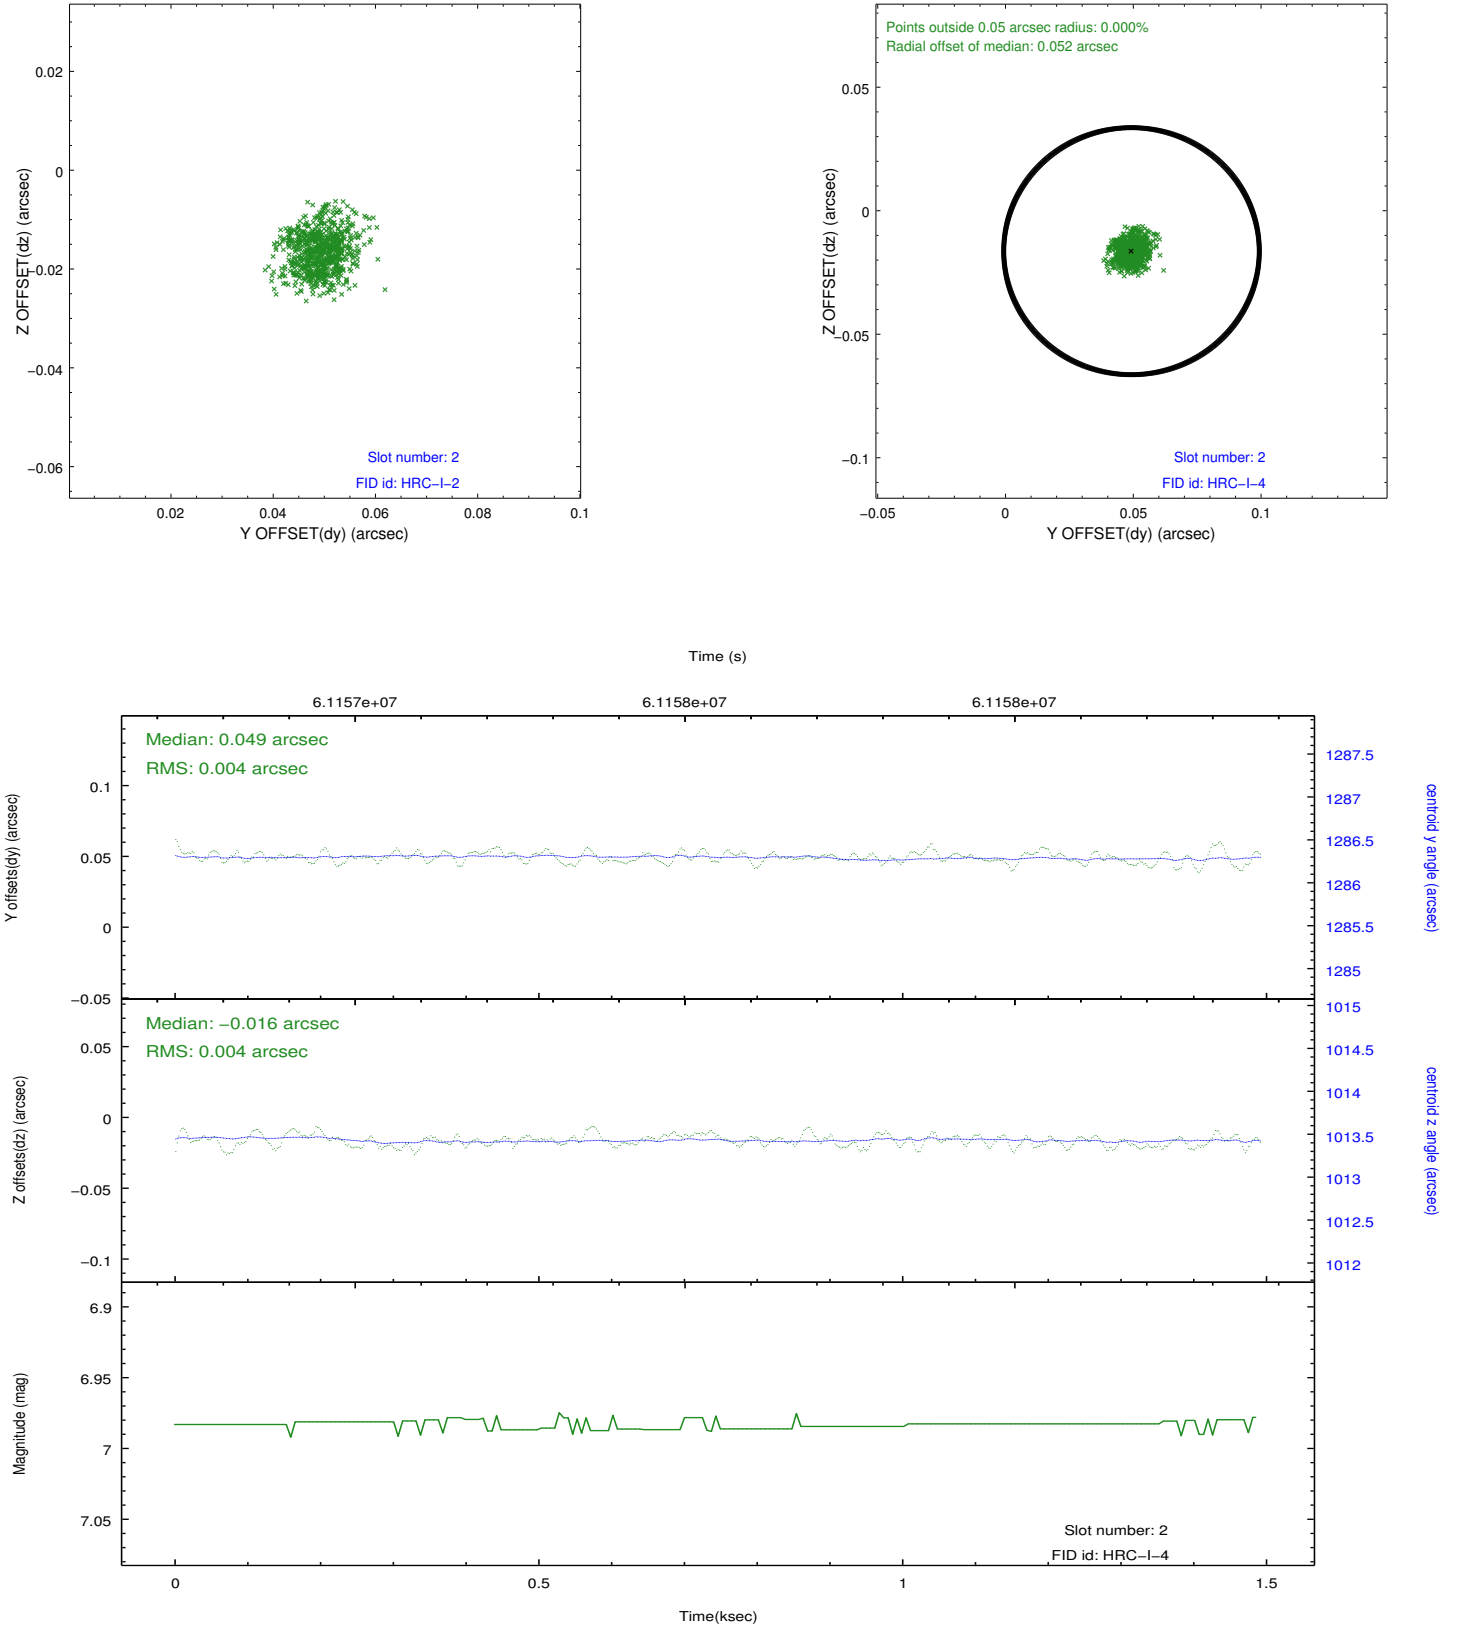 0.02
0
−0.02
−0.04
−0.06
Z OFFSET(dz) (arcsec)
Slot number: 2
FID id: HRC−I−2
0.02
0.04
0.06
0.08
0.1
Y OFFSET(dy) (arcsec)
Points outside 0.05 arcsec radius: 0.000%
Radial offset of median: 0.052 arcsec
0.05
0
−0.05
−0.1
Z OFFSET(dz) (arcsec)
Slot number: 2
FID id: HRC−I−4
−0.05
0
0.05
0.1
Y OFFSET(dy) (arcsec)
Time (s)
6.1157e+07
6.1158e+07
6.1158e+07
Median: 0.049 arcsec
RMS: 0.004 arcsec
0.1
0.05
0
−0.05
Y offsets(dy) (arcsec)
1287.5
1287
1286.5
1286
1285.5
1285
centroid y angle (arcsec)
Median: −0.016 arcsec
RMS: 0.004 arcsec
0.05
0
−0.05
−0.1
Z offsets(dz) (arcsec)
1015
1014.5
1014
1013.5
1013
1012.5
1012
centroid z angle (arcsec)
6.9
6.95
7
7.05
Magnitude (mag)
Slot number: 2
FID id: HRC−I−4
0
0.5
1
1.5
Time(ksec)